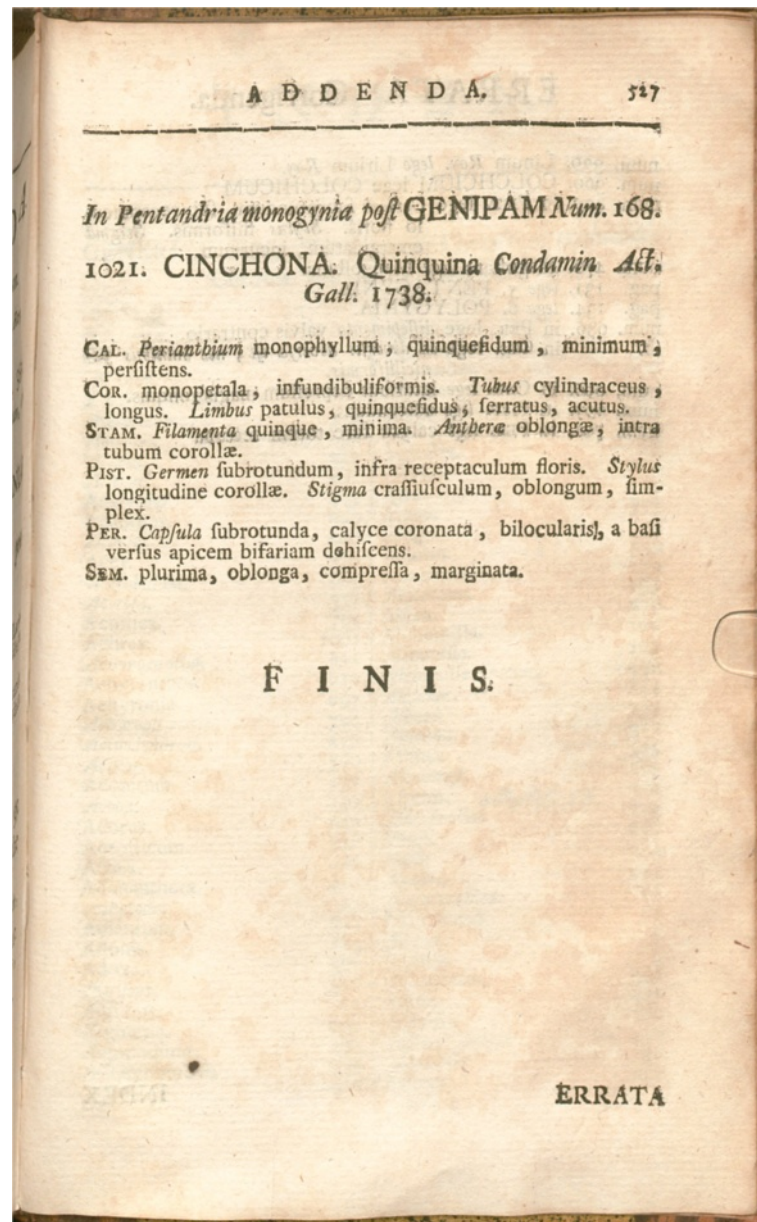 ADDENDA. 527
In Pentandria monogynia poſt GENIPAM Num. 168.
1021. CINCHONA. Quinquina Condamin Act.
Gall. 1738.
CAL. Perianthium monophyllum, quinquefidum, minimum,
perſiſtens.
COR. monopetala, infundibuliformis. Tubus cylindraceus,
longus. Limbus patulus, quinquefidus, ſerratus, acutus.
STAM. Filamenta quinque, minima. Antheræ oblongæ, intra
tubum corollæ.
PIST. Germen ſubrotundum, infra receptaculum floris. Stylus
longitudine corollæ. Stigma craſſiuſculum, oblongum, ſim-
plex.
PER. Capſula ſubrotunda, calyce coronata, bilocularis, a baſi
verſus apicem bifariam dehiſcens.
SEM. plurima, oblonga, compreſſa, marginata.
FINIS.
ERRATA